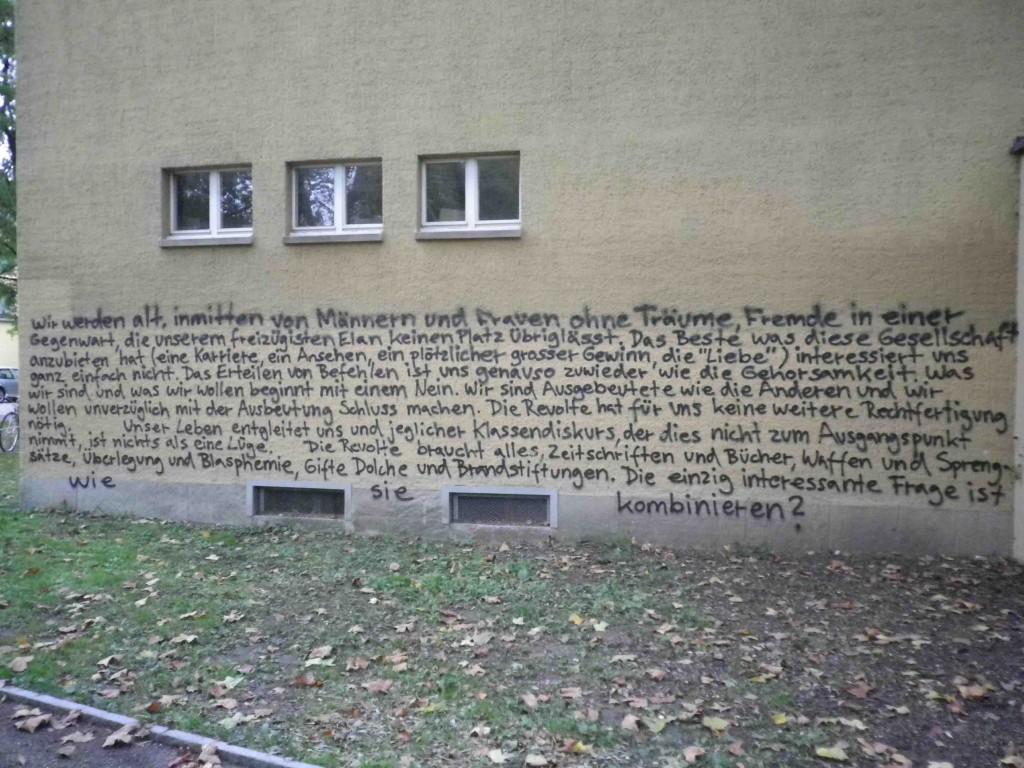 wir werden alt, inmitten von Männern und Frauen ohne Träume, Fremde in einer
Gegenwart, die unserem freizügisten Elan keinen Platz übriglässt. Das Beste was diese Gesellschaft
anzubieten hat (eine Karriere, ein Ansehen, ein plötzlicher grosser Gewinn, die "Liebe") interessiert uns
ganz einfach nicht. Das Erteilen von Befehlen ist uns genauso zuwieder wie die Gehorsamkeit. Was
wir sind und was wir wollen beginnt mit einem Nein. wir sind Ausgebeutete wie die Anderen und wir
wollen unverzüglich mit der Ausbeutung Schluss machen. Die Revolte hat für uns keine weitere Rechtfertigung
nötig. Unser Leben entgleitet uns und jeglicher Klassendiskurs, der dies nicht zum Ausgangspunkt
nimmt, ist nichts als eine Lüge. Die Revolte braucht alles, Zeitschriften und Bücher, Waffen und Spreng-
sätze, Überlegung und Blasphemie, Gifte Dolche und Brandstiftungen. Die einzig interessante Frage ist
wie sie kombinieren?